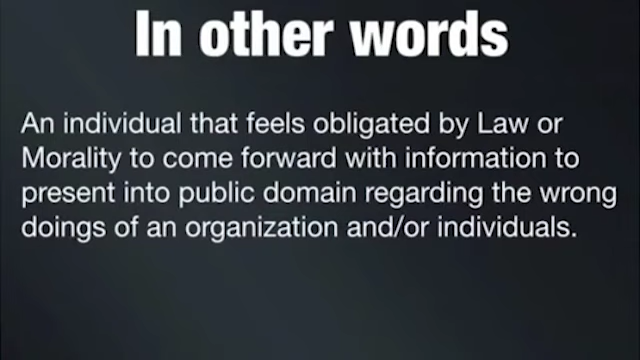 In other words
An individual that feels obligated by Law or
Morality to come forward with information to
present into public domain regarding the wrong
doings of an organization and/or individuals.